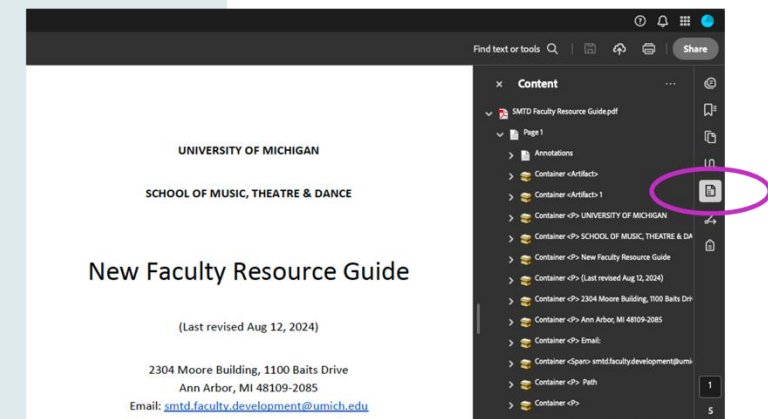 Find text or tools
Share
Content
SMTD Faculty Resource Guide.pdf
Page 1
Annotations
Container <Artifact>
Container <Artifact> 1
Container <P> UNIVERSITY OF MICHIGAN
Container <P> SCHOOL OF MUSIC, THEATRE & DA
Container <P> New Faculty Resource Guide
Container <P> (Last revised Aug 12, 2024)
Container <P> 2304 Moore Building, 1100 Baits Dri
Container <P> Ann Arbor, MI 48109-2085
Container <P> Email:
Container <Span> smtd.faculty.development@umi
Container <P> Path
Container <P>
UNIVERSITY OF MICHIGAN
SCHOOL OF MUSIC, THEATRE & DANCE
New Faculty Resource Guide
(Last revised Aug 12, 2024)
2304 Moore Building, 1100 Baits Drive
Ann Arbor, MI 48109-2085
Email: smtd.faculty.development@umich.edu
1
5